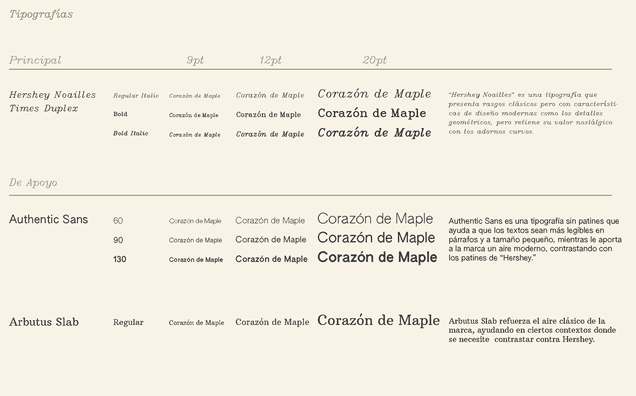 Tipografías
Principal 9pt 12pt 20pt
Hershey Noailles
Times Duplex
Regular Italic Corazón de Maple Corazón de Maple Corazón de Maple
Bold Corazón de Maple Corazón de Maple Corazón de Maple
Bold Italic Corazón de Maple Corazón de Maple Corazón de Maple
"Hershey Noailles" es una tipografía que
presenta rasgos clásicos pero con característi-
cas de diseño modernas como los detalles
geométricos, pero retiene su valor nostálgico
con los adornos curvos.
De Apoyo
Authentic Sans
60 Corazón de Maple Corazón de Maple Corazón de Maple
90 Corazón de Maple Corazón de Maple Corazón de Maple
130 Corazón de Maple Corazón de Maple Corazón de Maple
Authentic Sans es una tipografía sin patines que
ayuda a que los textos sean más legibles en
párrafos y a tamaño pequeño, mientras le aporta
a la marca un aire moderno, contrastando con
los patines de “Hershey.”
Arbutus Slab Regular Corazón de Maple Corazón de Maple Corazón de Maple
Arbutus Slab refuerza el aire clásico de la
marca, ayudando en ciertos contextos donde
se necesite contrastar contra Hershey.